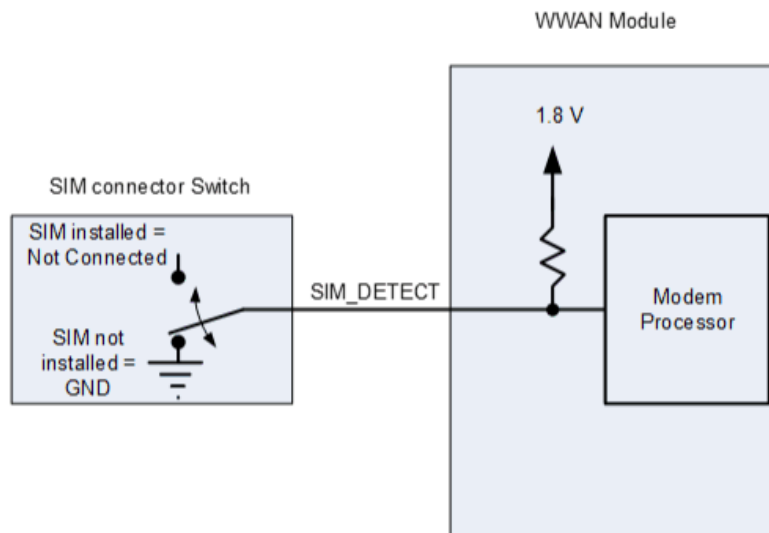 WWAN Module
1.8 V
SIM connector Switch
SIM installed =
Not Connected
SIM_DETECT
Modem
Processor
SIM not
installed =
GND